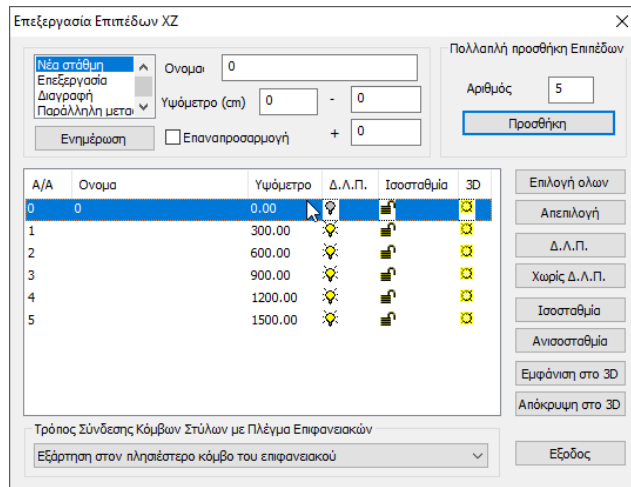 Επεξεργασία Επιπέδων XZ
Νέα στάθμη
Επεξεργασία
Διαγραφή
Παράλληλη μετα
Ονομα 0
Υψόμετρο (cm) 0 - 0
Ενημέρωση Επαναπροσαρμογή + 0
Πολλαπλή προσθήκη Επιπέδων
Αριθμός 5
Προσθήκη
Α/Α Ονομα Υψόμετρο Δ.Λ.Π. Ισοσταθμία 3D
0 0 0.00
1 300.00
2 600.00
3 900.00
4 1200.00
5 1500.00
Επιλογή ολων
Απεπιλογή
Δ.Λ.Π.
Χωρίς Δ.Λ.Π.
Ισοσταθμία
Ανισοσταθμία
Εμφάνιση στο 3D
Απόκρυψη στο 3D
Τρόπος Σύνδεσης Κόμβων Στύλων με Πλέγμα Επιφανειακών
Εξάρτηση στον πλησιέστερο κόμβο του επιφανειακού
Εξοδος